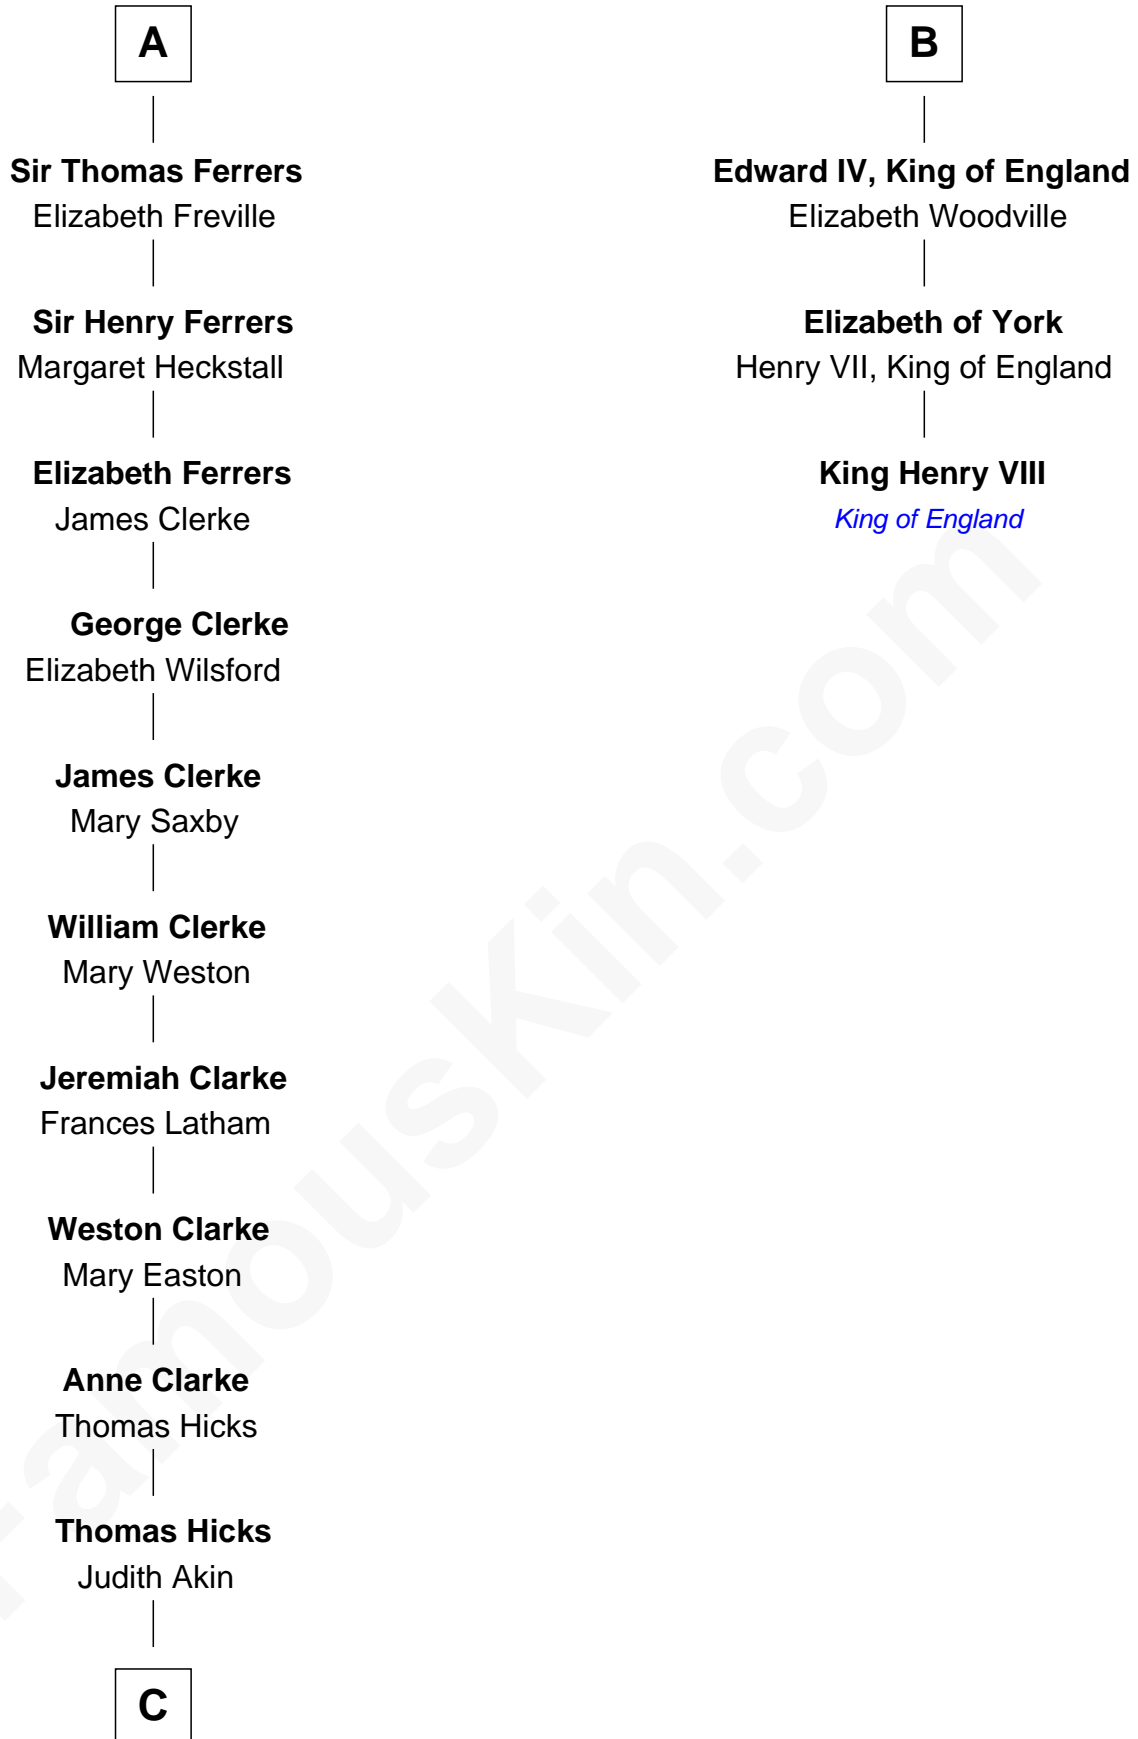 A
Sir Thomas Ferrers
Elizabeth Freville
Sir Henry Ferrers
Margaret Heckstall
Elizabeth Ferrers
James Clerke
George Clerke
Elizabeth Wilsford
James Clerke
Mary Saxby
William Clerke
Mary Weston
Jeremiah Clarke
Frances Latham
Weston Clarke
Mary Easton
Anne Clarke
Thomas Hicks
Thomas Hicks
Judith Akin
C
B
Edward IV, King of England
Elizabeth Woodville
Elizabeth of York
Henry VII, King of England
King Henry VIII
King of England
FamousKin.com